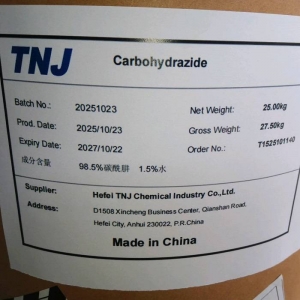 TNJ Carbohydrazide
Batch No.: 20251023 Net Weight: 25.00kg
Prod. Date: 2025/10/23 Gross Weight: 27.50kg
Expiry Date: 2027/10/22 Order No.: T1525101140
成分含量 98.5%碳酰肼 1.5%水
Supplier: Hefei TNJ Chemical Industry Co.,Ltd.
Address: D1508 Xincheng Business Center, Qianshan Road,
Hefei City, Anhui 230022, P.R.China
Made in China